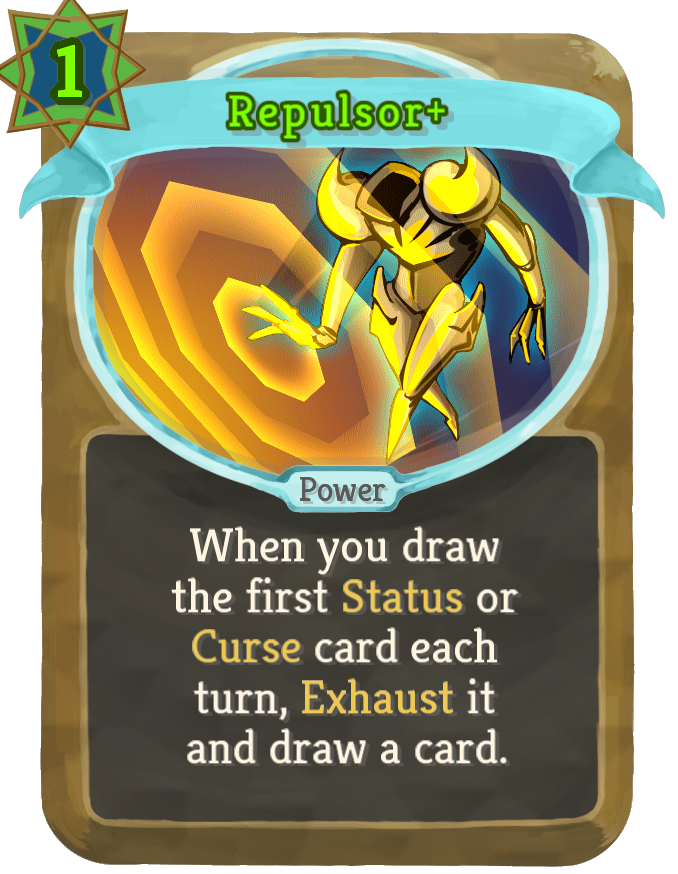 1
Repulsor+
Power
When you draw
the first Status or
Curse card each
turn, Exhaust it
and draw a card.